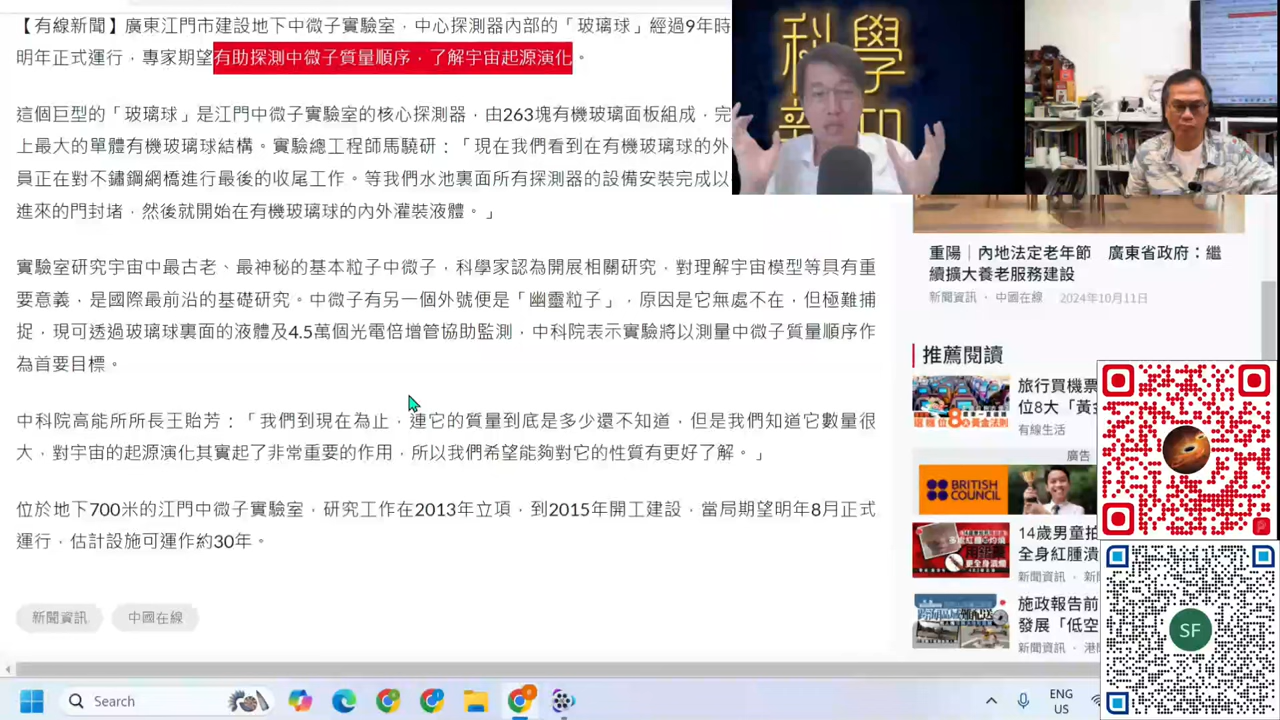 【有線新聞】廣東江門市建設地下中微子實驗室，中心探測器內部的「玻璃球」經過9年時
明年正式運行，專家期望有助探測中微子質量順序，了解宇宙起源演化。
這個巨型的「玻璃球」是江門中微子實驗室的核心探測器，由263塊有機玻璃面板組成，完
上最大的單體有機玻璃球結構。實驗總工程師馬驍研：「現在我們看到在有機玻璃球的外
員正在對不鏽鋼網橋進行最後的收尾工作。等我們水池裏面所有探測器的設備安裝完成以
進來的門封堵，然後就開始在有機玻璃球的內外灌裝液體。」
實驗室研究宇宙中最古老、最神秘的基本粒子中微子，科學家認為開展相關研究，對理解宇宙模型等具有重
要意義，是國際最前沿的基礎研究。中微子有另一個外號便是「幽靈粒子」，原因是它無處不在，但極難捕
捉，現可透過玻璃球裏面的液體及4.5萬個光電倍增管協助監測，中科院表示實驗將以測量中微子質量順序作
為首要目標。
中科院高能所所長王貽芳：「我們到現在為止，連它的質量到底是多少還不知道，但是我們知道它數量很
大，對宇宙的起源演化其實起了非常重要的作用，所以我們希望能夠對它的性質有更好了解。」
位於地下700米的江門中微子實驗室，研究工作在2013年立項，到2015年開工建設，當局期望明年8月正式
運行，估計設施可運作約30年。
新聞資訊
中國在線
科學
重陽｜內地法定老年節 廣東省政府：繼
續擴大養老服務建設
新聞資訊 · 中國在線 2024年10月11日
推薦閱讀
旅行買機票
位8大「黃金
有線生活
廣告
BRITISH
COUNCIL
14歲男童拍
全身紅腫潰
新聞資訊 ·
施政報告前
發展「低空
新聞資訊 ·
SF
Search
ENG
US